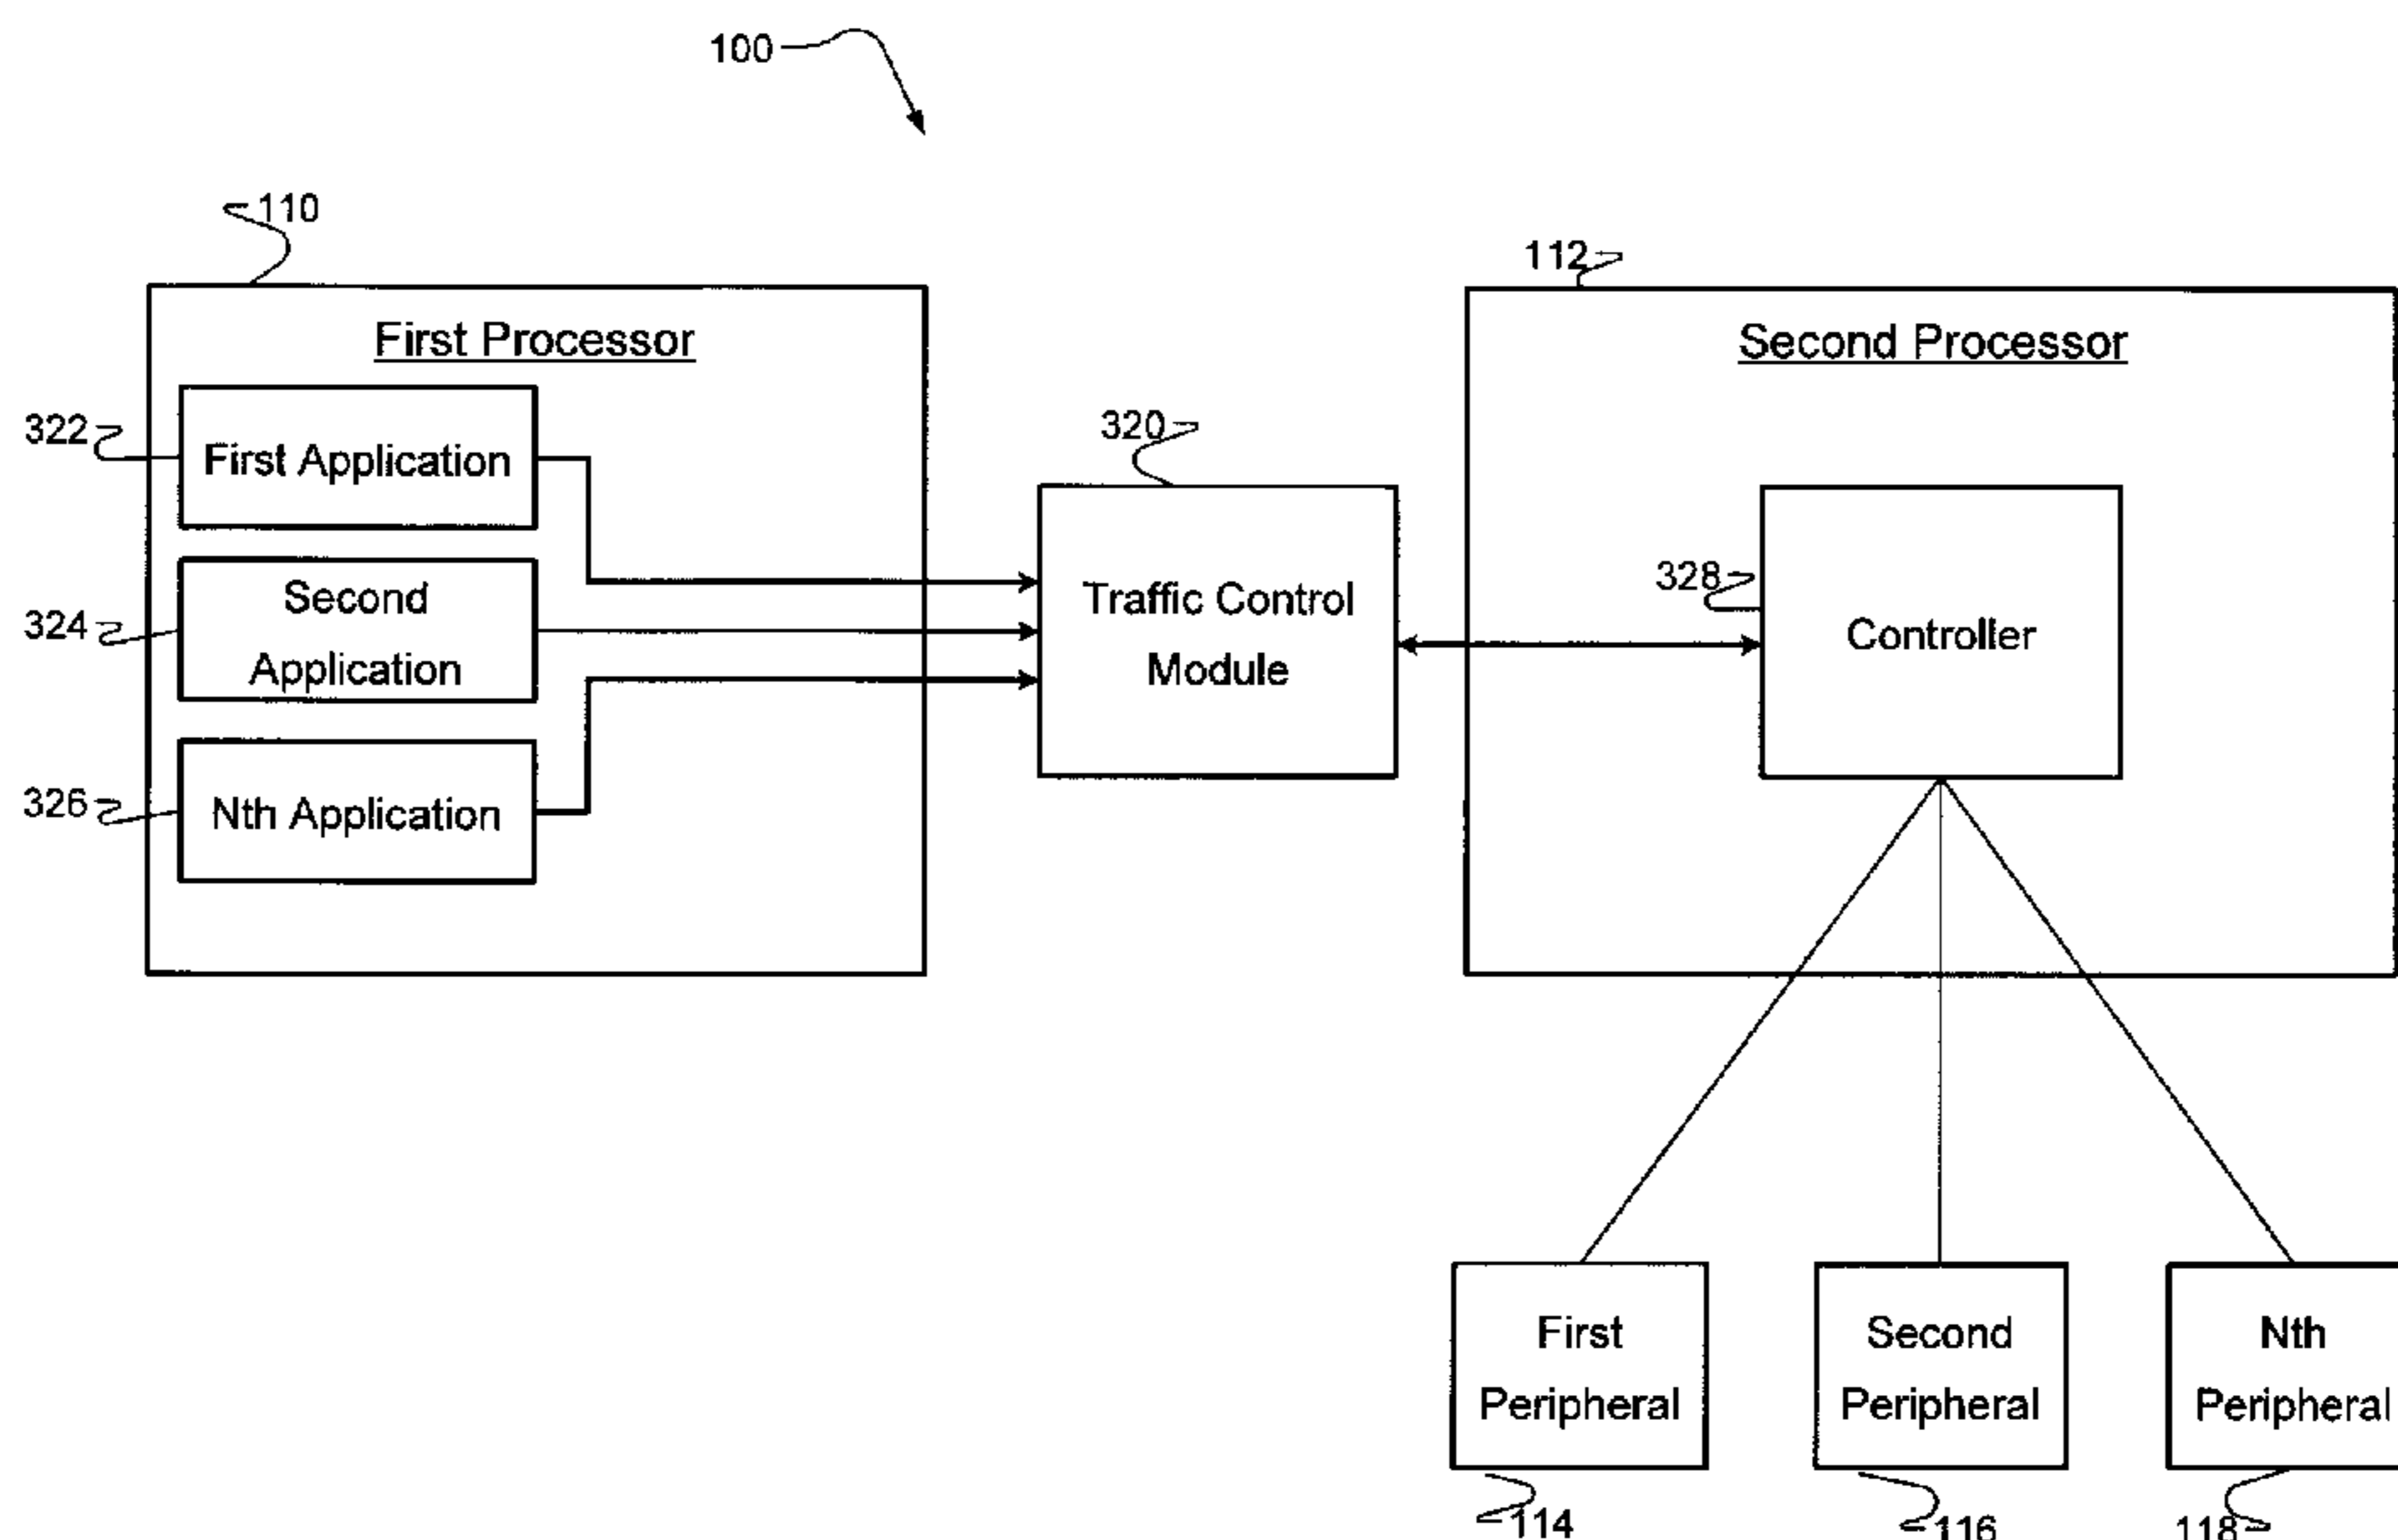 100
110
112
First Processor
Second Processor
322
First Application
320
324
Second
Application
Traffic Control
Module
328
Controller
326
Nth Application
First
Peripheral
Second
Peripheral
Nth
Peripheral
114
116
118